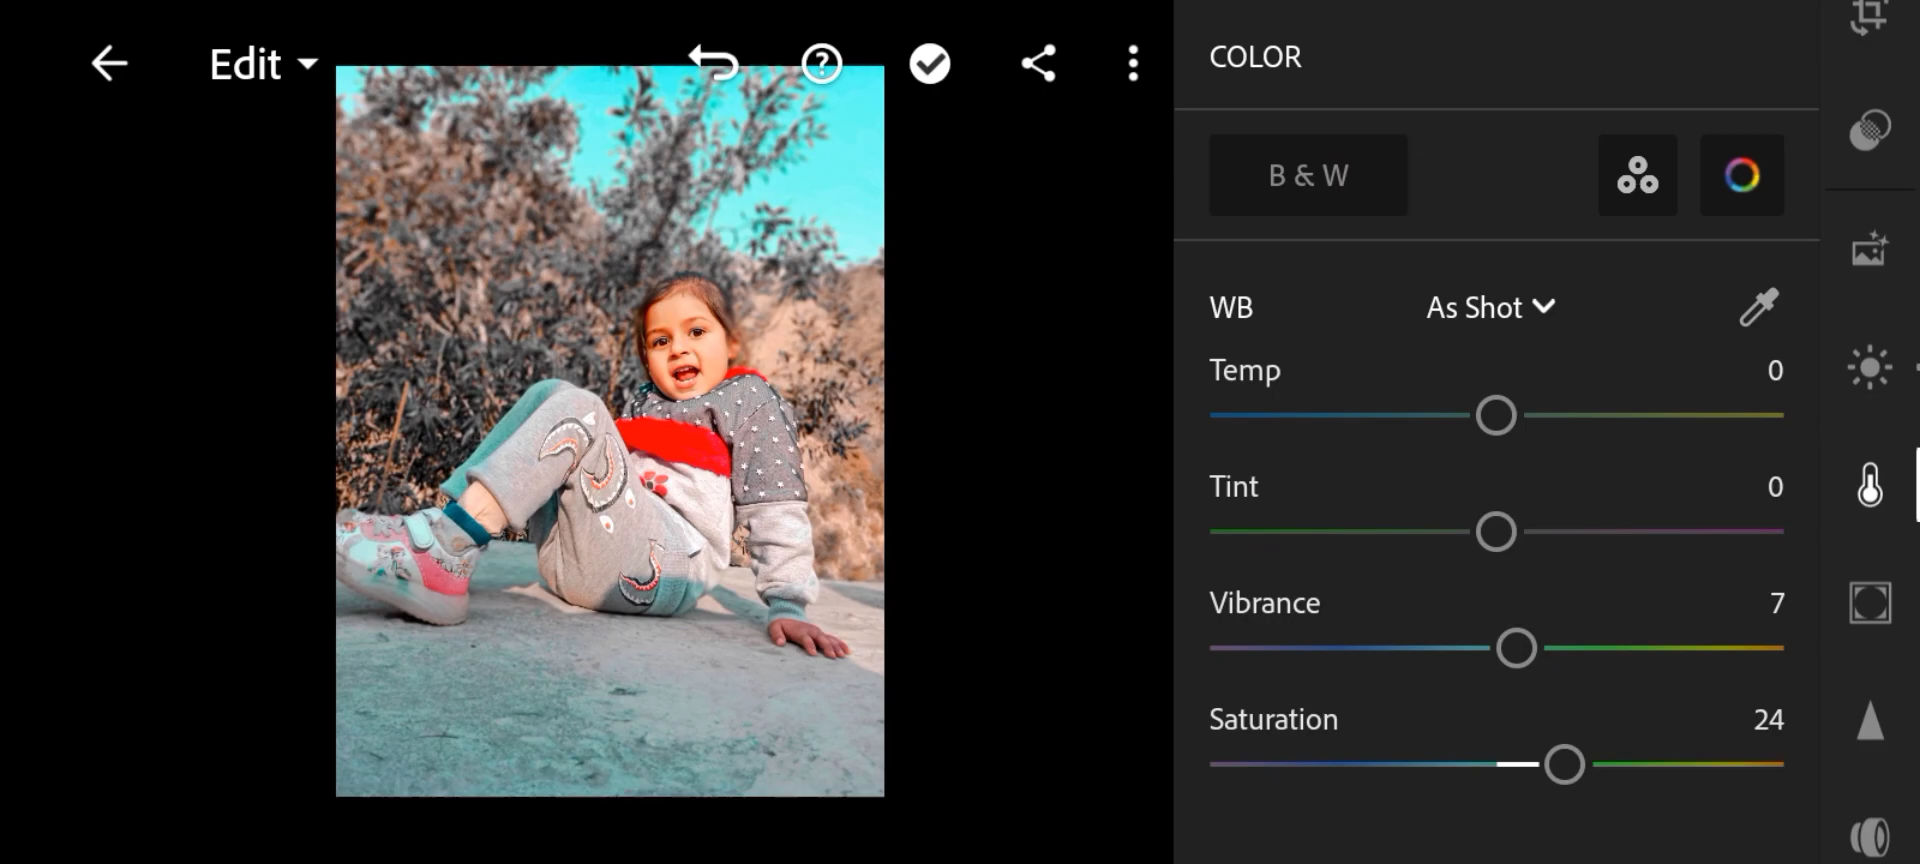 Edit
COLOR
B & W
WB As Shot
Temp 0
Tint 0
Vibrance 7
Saturation 24